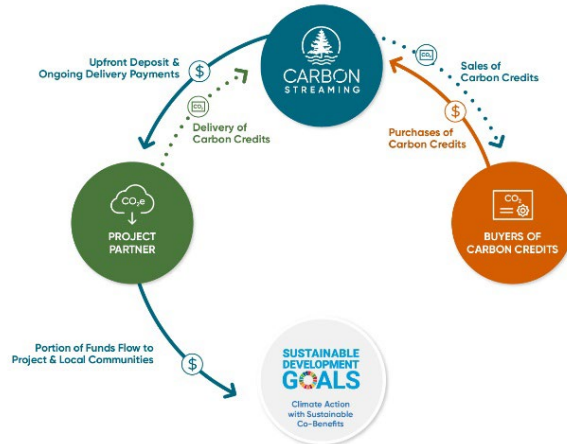 CARBON
STREAMING
Upfront Deposit &
Ongoing Delivery Payments
$
CO₂
Delivery of
Carbon Credits
CO₂
Sales of
Carbon Credits
$
Purchases of
Carbon Credits
CO₂e
PROJECT
PARTNER
CO₂
BUYERS OF
CARBON CREDITS
Portion of Funds Flow to
Project & Local Communities
$
SUSTAINABLE
DEVELOPMENT
GOALS
Climate Action
with Sustainable
Co-Benefits